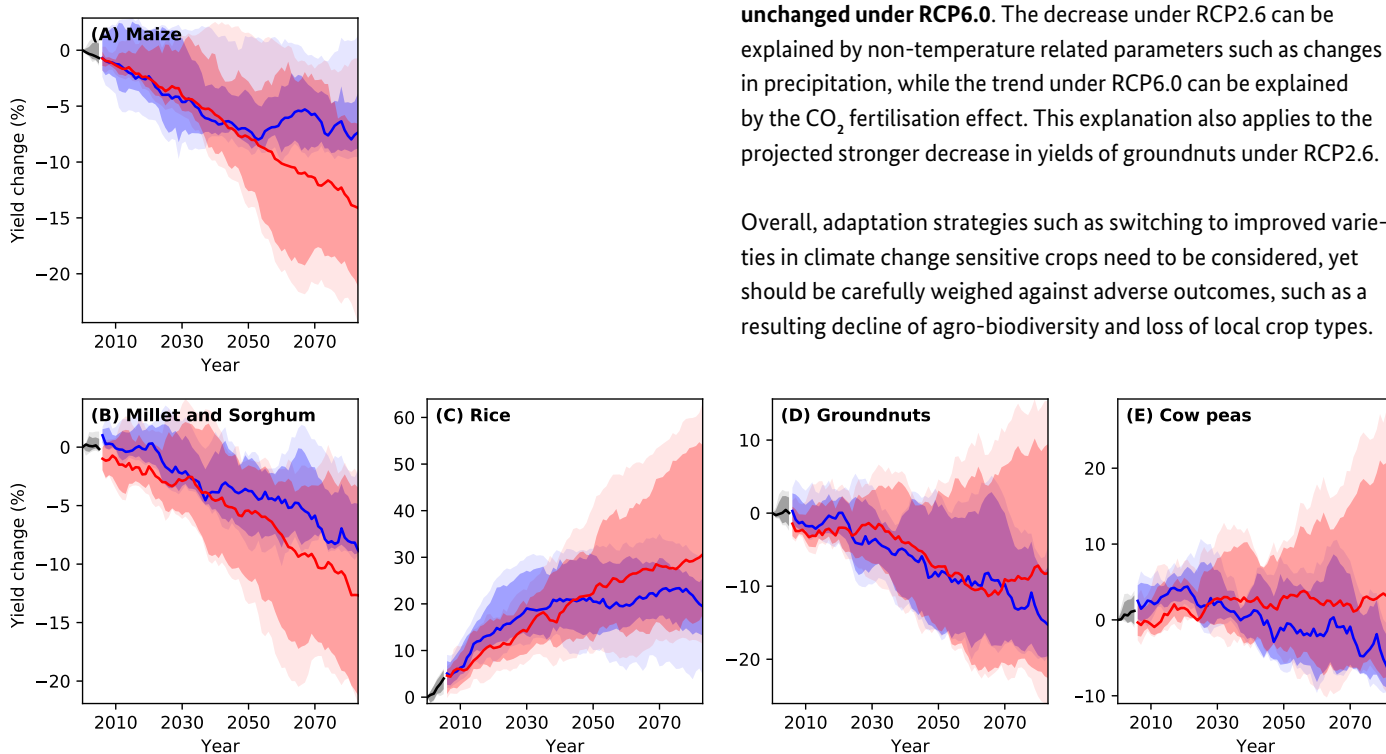 unchanged under RCP6.0. The decrease under RCP2.6 can be
explained by non-temperature related parameters such as changes
in precipitation, while the trend under RCP6.0 can be explained
by the CO₂ fertilisation effect. This explanation also applies to the
projected stronger decrease in yields of groundnuts under RCP2.6.
Overall, adaptation strategies such as switching to improved varie-
ties in climate change sensitive crops need to be considered, yet
should be carefully weighed against adverse outcomes, such as a
resulting decline of agro-biodiversity and loss of local crop types.
(A) Maize
Yield change (%)
0
−5
−10
−15
−20
2010 2030 2050 2070
Year
(B) Millet and Sorghum
Yield change (%)
0
−5
−10
−15
−20
2010 2030 2050 2070
Year
(C) Rice
60
50
40
30
20
10
0
2010 2030 2050 2070
Year
(D) Groundnuts
10
0
−10
−20
2010 2030 2050 2070
Year
(E) Cow peas
20
10
0
−10
2010 2030 2050 2070
Year